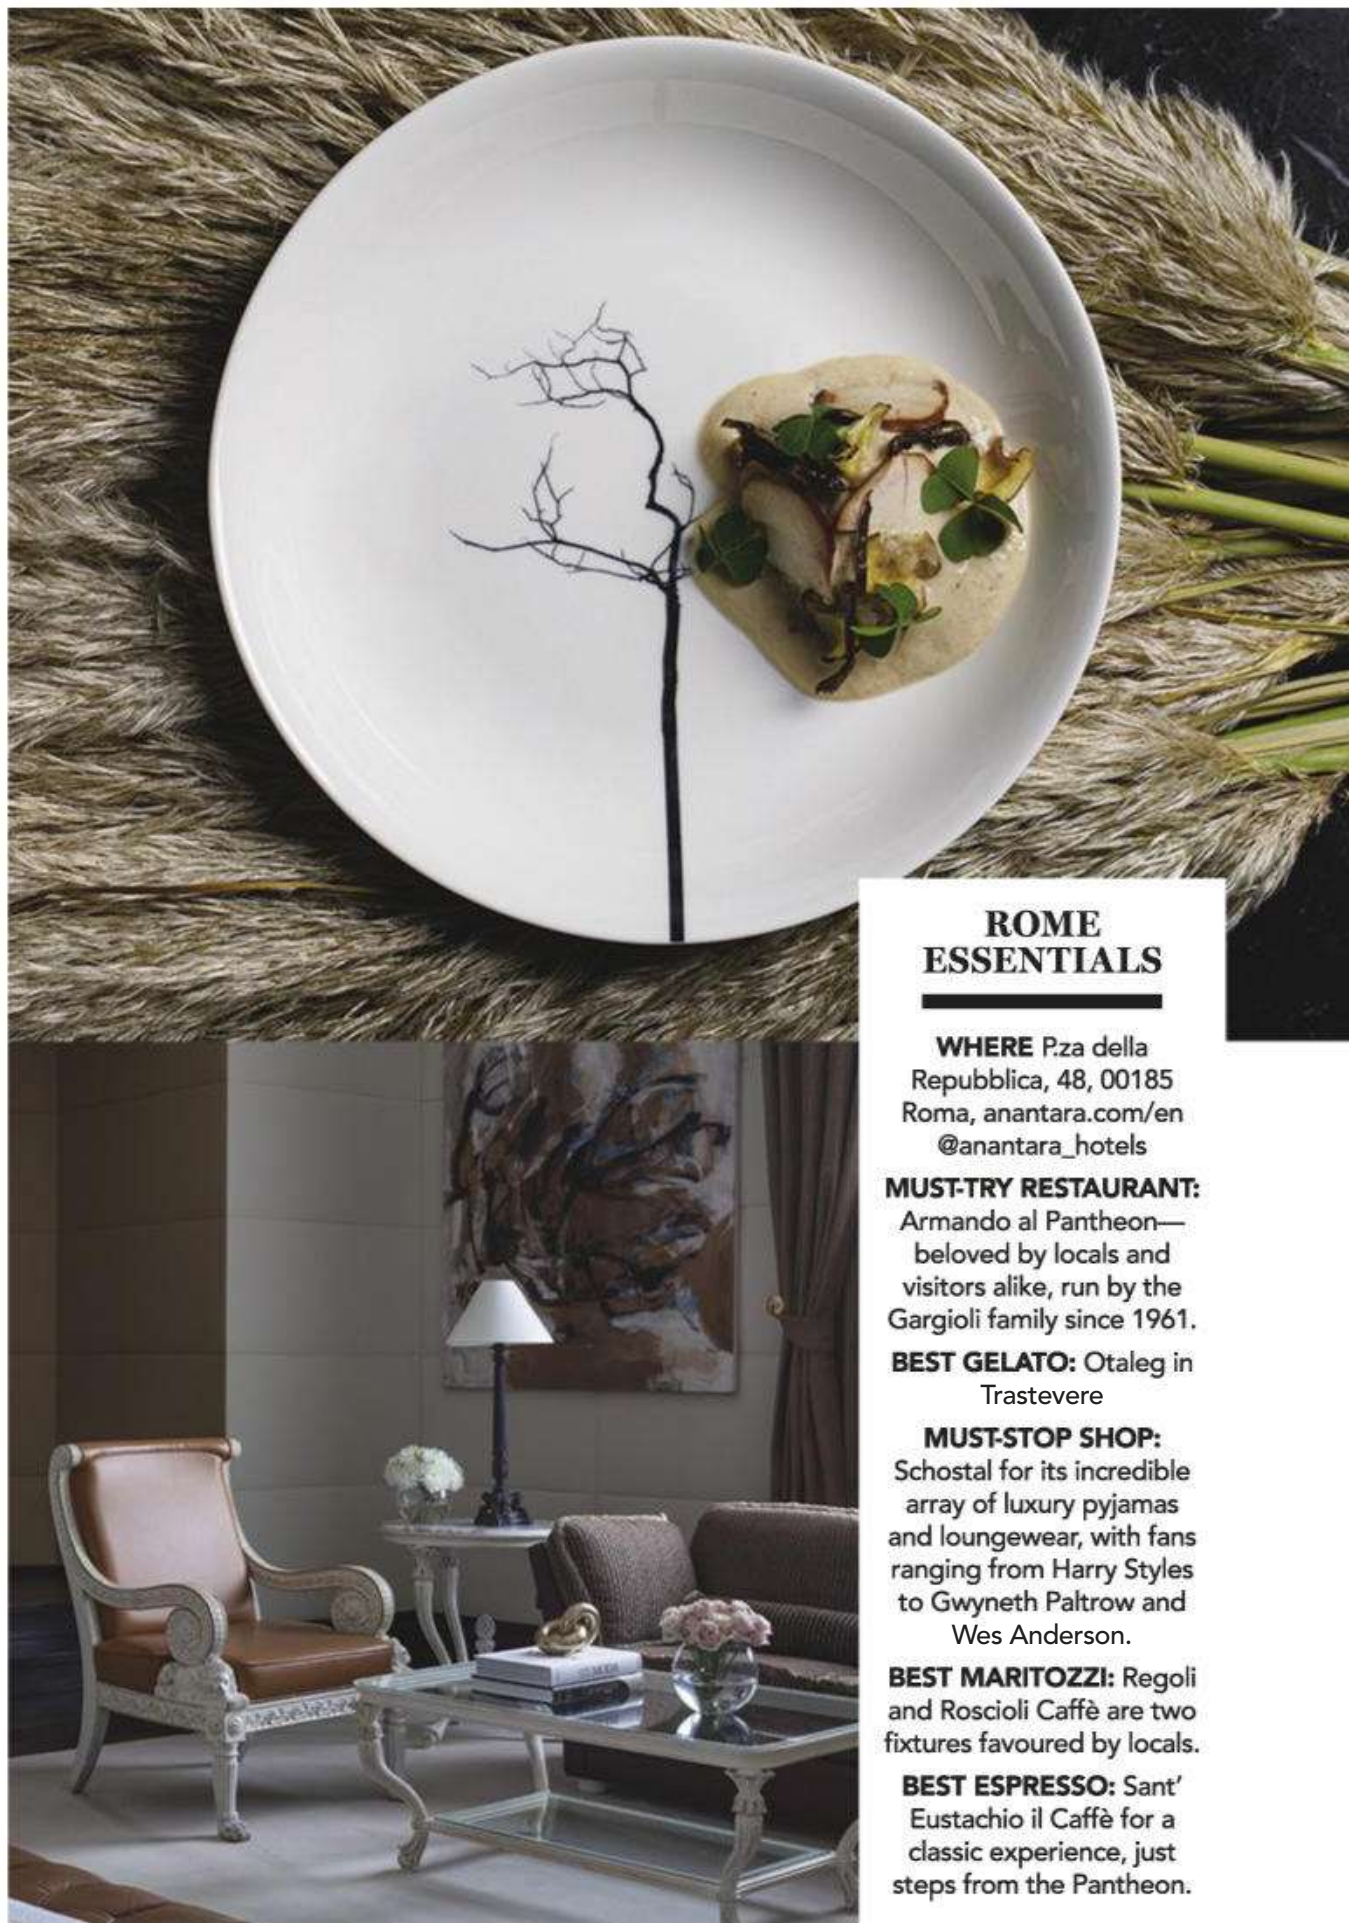 ROME
ESSENTIALS
WHERE P.za della
Repubblica, 48, 00185
Roma, anantara.com/en
@anantara_hotels
MUST-TRY RESTAURANT:
Armando al Pantheon—
beloved by locals and
visitors alike, run by the
Gargioli family since 1961.
BEST GELATO: Otaleg in
Trastevere
MUST-STOP SHOP:
Schostal for its incredible
array of luxury pyjamas
and loungewear, with fans
ranging from Harry Styles
to Gwyneth Paltrow and
Wes Anderson.
BEST MARITOZZI: Regoli
and Roscioli Caffè are two
fixtures favoured by locals.
BEST ESPRESSO: Sant’
Eustachio il Caffè for a
classic experience, just
steps from the Pantheon.